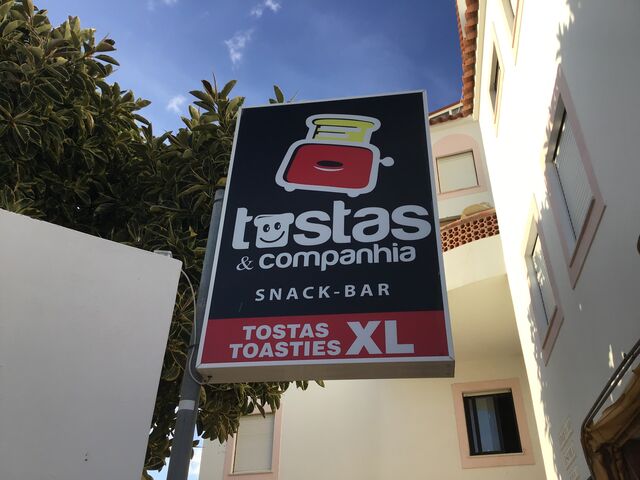 tostas
& companhia
SNACK-BAR
TOSTAS
TOASTIES XL